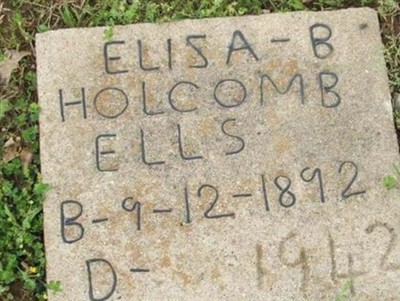 ELISA-B
HOLCOMB
ELLS
B-9-12-1892
D- 1942